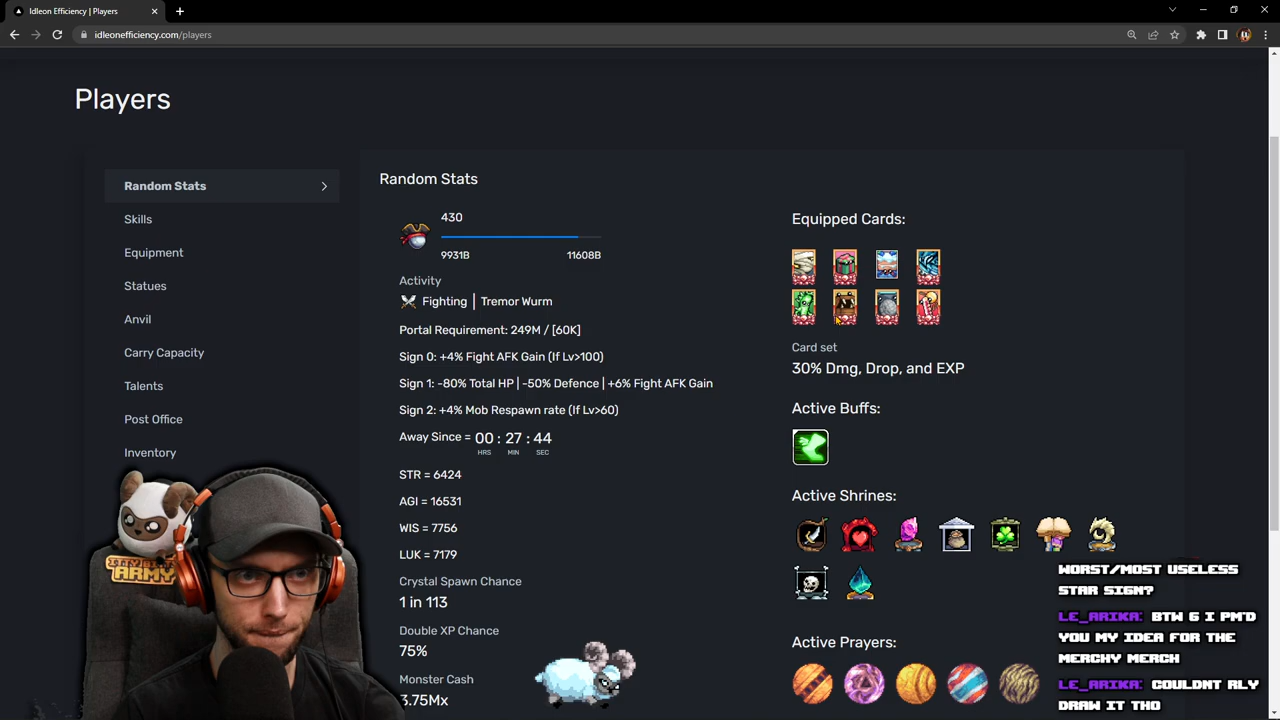 Idleon Efficiency | Players
idleonefficiency.com/players
Players
Random Stats
Skills
Equipment
Statues
Anvil
Carry Capacity
Talents
Post Office
Inventory
Random Stats
430
9931B 11608B
Activity
Fighting | Tremor Wurm
Portal Requirement: 249M / [60K]
Sign 0: +4% Fight AFK Gain (If Lv>100)
Sign 1: -80% Total HP | -50% Defence | +6% Fight AFK Gain
Sign 2: +4% Mob Respawn rate (If Lv>60)
Away Since = 00 : 27 : 44
HRS MIN SEC
STR = 6424
AGI = 16531
WIS = 7756
LUK = 7179
Crystal Spawn Chance
1 in 113
Double XP Chance
75%
Monster Cash
3.75Mx
Equipped Cards:
Card set
30% Dmg, Drop, and EXP
Active Buffs:
Active Shrines:
Active Prayers:
ITTY BITTY
ARMY
WORST/MOST USELESS
STAR SIGN?
LE_ARIKA: BTW 6 I PM'D
YOU MY IDEA FOR THE
MERCHY MERCH
LE_ARIKA: COULDNT RLY
DRAW IT THO